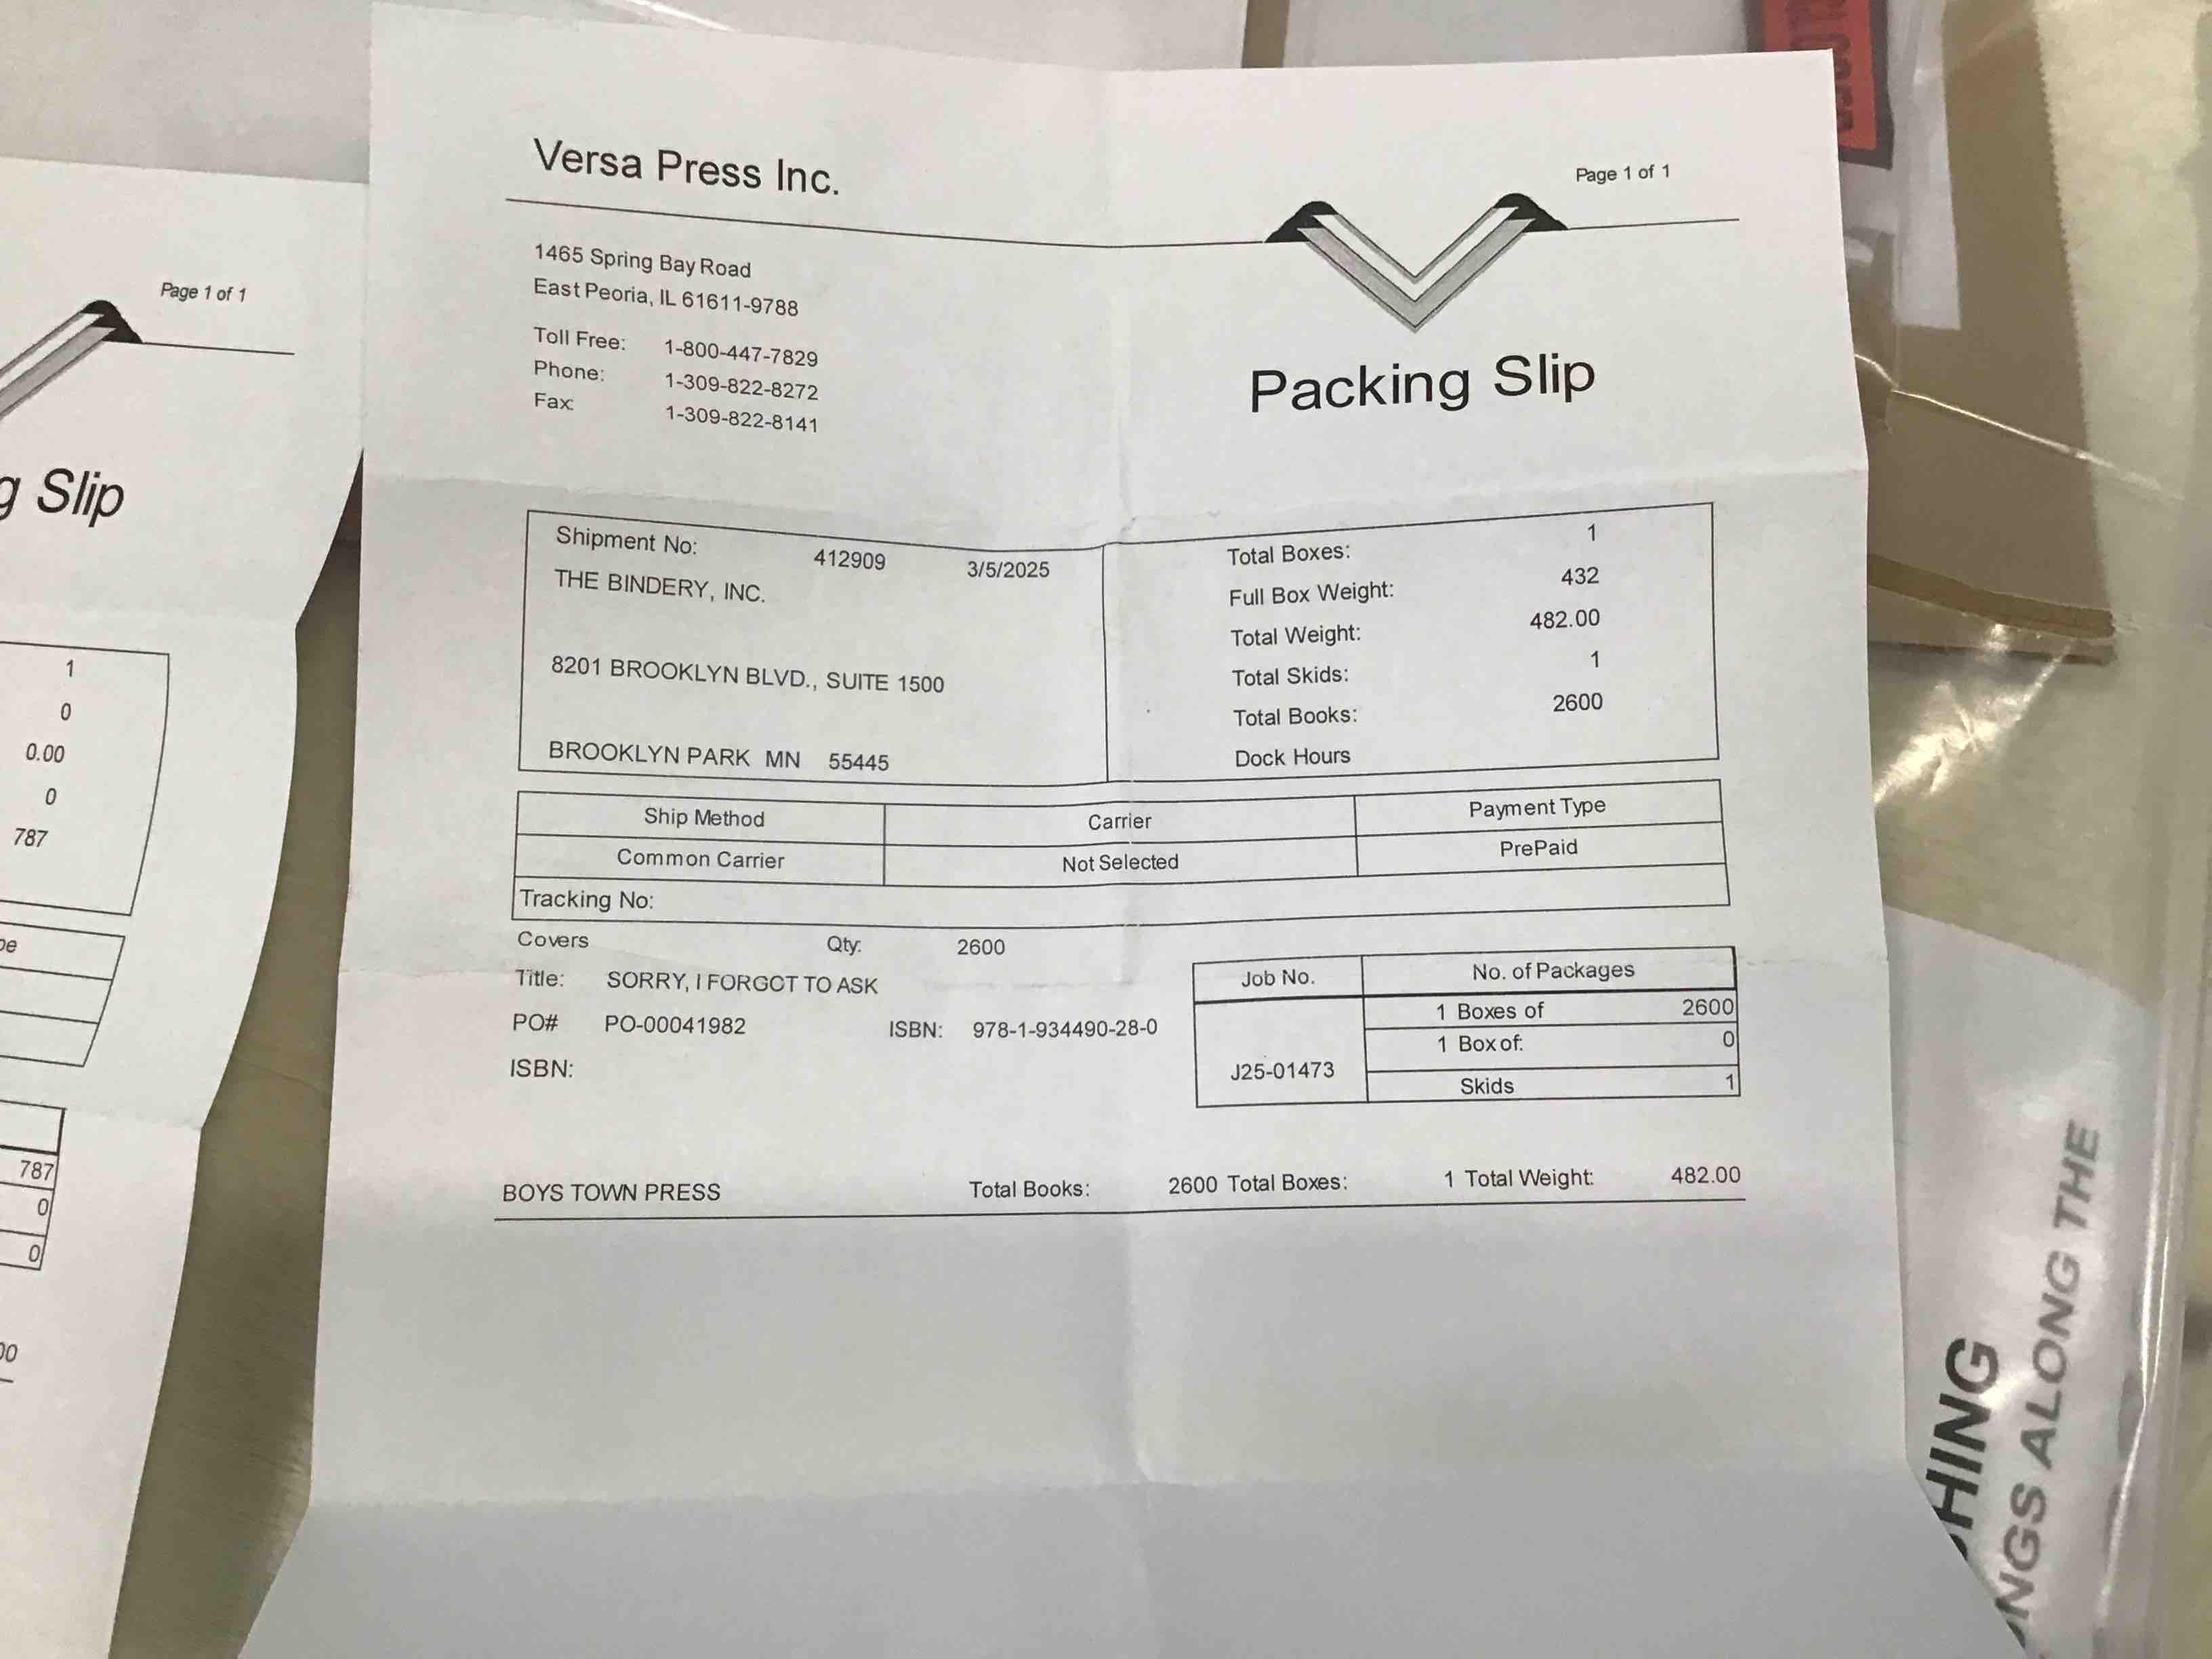 Versa Press Inc.
Page 1 of 1
1465 Spring Bay Road
East Peoria, IL 61611-9788
Toll Free: 1-800-447-7829
Phone: 1-309-822-8272
Fax: 1-309-822-8141
Packing Slip
Shipment No: 412909 3/5/2025
THE BINDERY, INC.
8201 BROOKLYN BLVD., SUITE 1500
BROOKLYN PARK MN 55445
Total Boxes: 1
Full Box Weight: 432
Total Weight: 482.00
Total Skids: 1
Total Books: 2600
Dock Hours
Ship Method Carrier Payment Type
Common Carrier Not Selected PrePaid
Tracking No:
Covers Qty: 2600
Title: SORRY, I FORGOT TO ASK
PO# PO-00041982 ISBN: 978-1-934490-28-0
ISBN:
Job No. No. of Packages
J25-01473
1 Boxes of 2600
1 Box of: 0
Skids 1
BOYS TOWN PRESS Total Books: 2600 Total Boxes: 1 Total Weight: 482.00
Page 1 of 1
g Slip
1
0
0.00
0
787
pe
787
0
0
00
HING
NGS ALONG THE